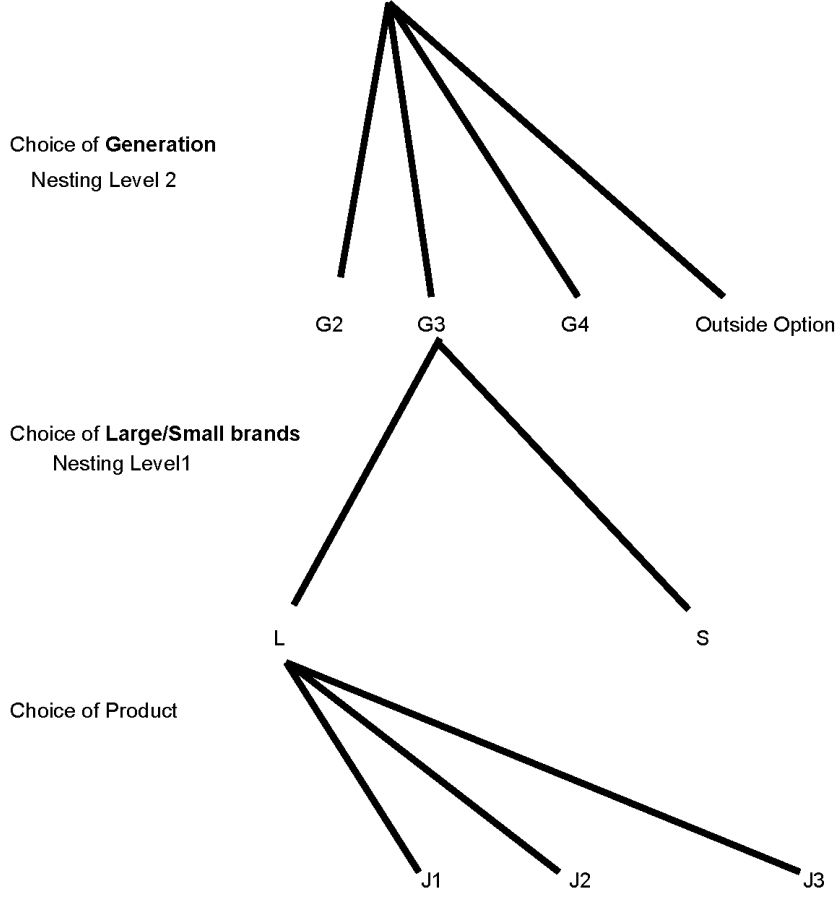 Choice of Generation
Nesting Level 2
G2
G3
G4
Outside Option
Choice of Large/Small brands
Nesting Level1
L
S
Choice of Product
J1
J2
J3